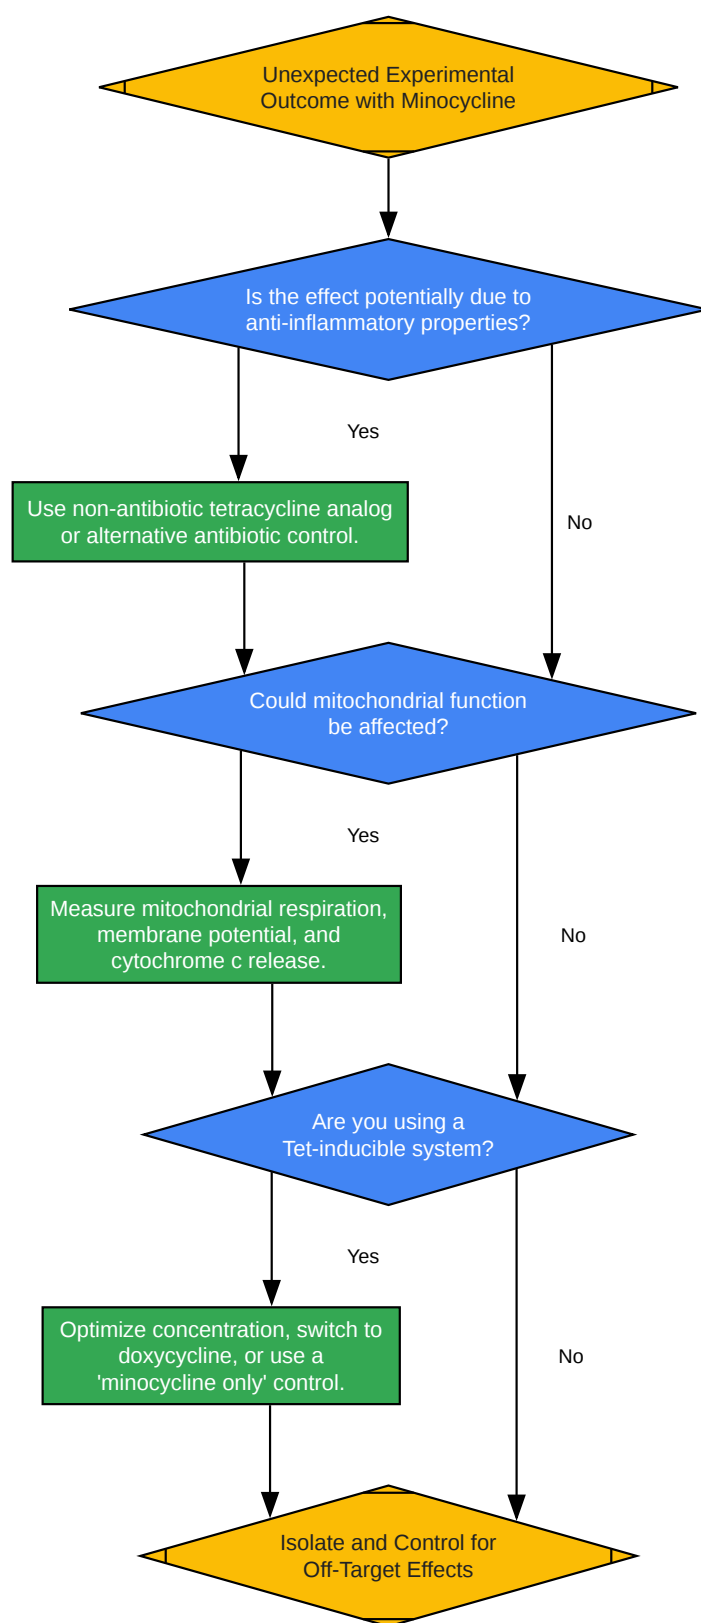 Unexpected Experimental
Outcome with Minocycline
Is the effect potentially due to
anti-inflammatory properties?
Yes
Use non-antibiotic tetracycline analog
or alternative antibiotic control.
No
Could mitochondrial function
be affected?
Yes
Measure mitochondrial respiration,
membrane potential, and
cytochrome c release.
No
Are you using a
Tet-inducible system?
Yes
Optimize concentration, switch to
doxycycline, or use a
'minocycline only' control.
No
Isolate and Control for
Off-Target Effects